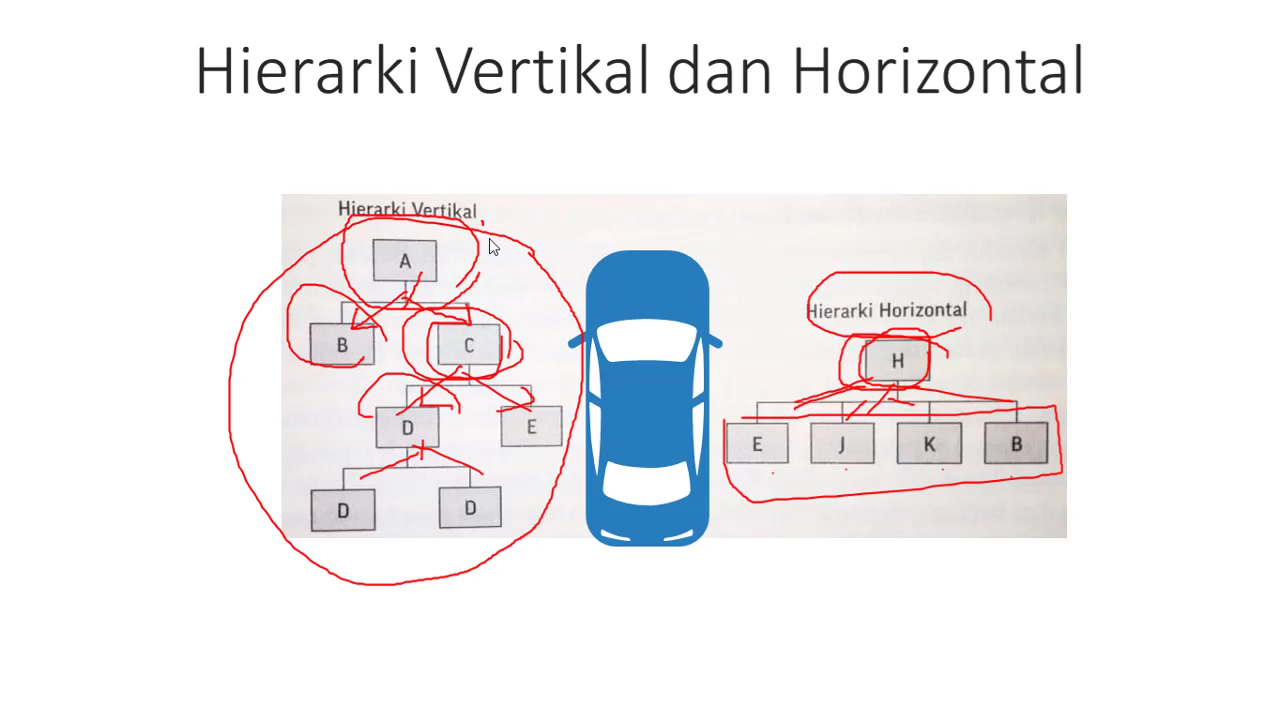 Hierarki Vertikal dan Horizontal
Hierarki Vertikal
A
B
C
D
E
D
D
Hierarki Horizontal
H
E
J
K
B